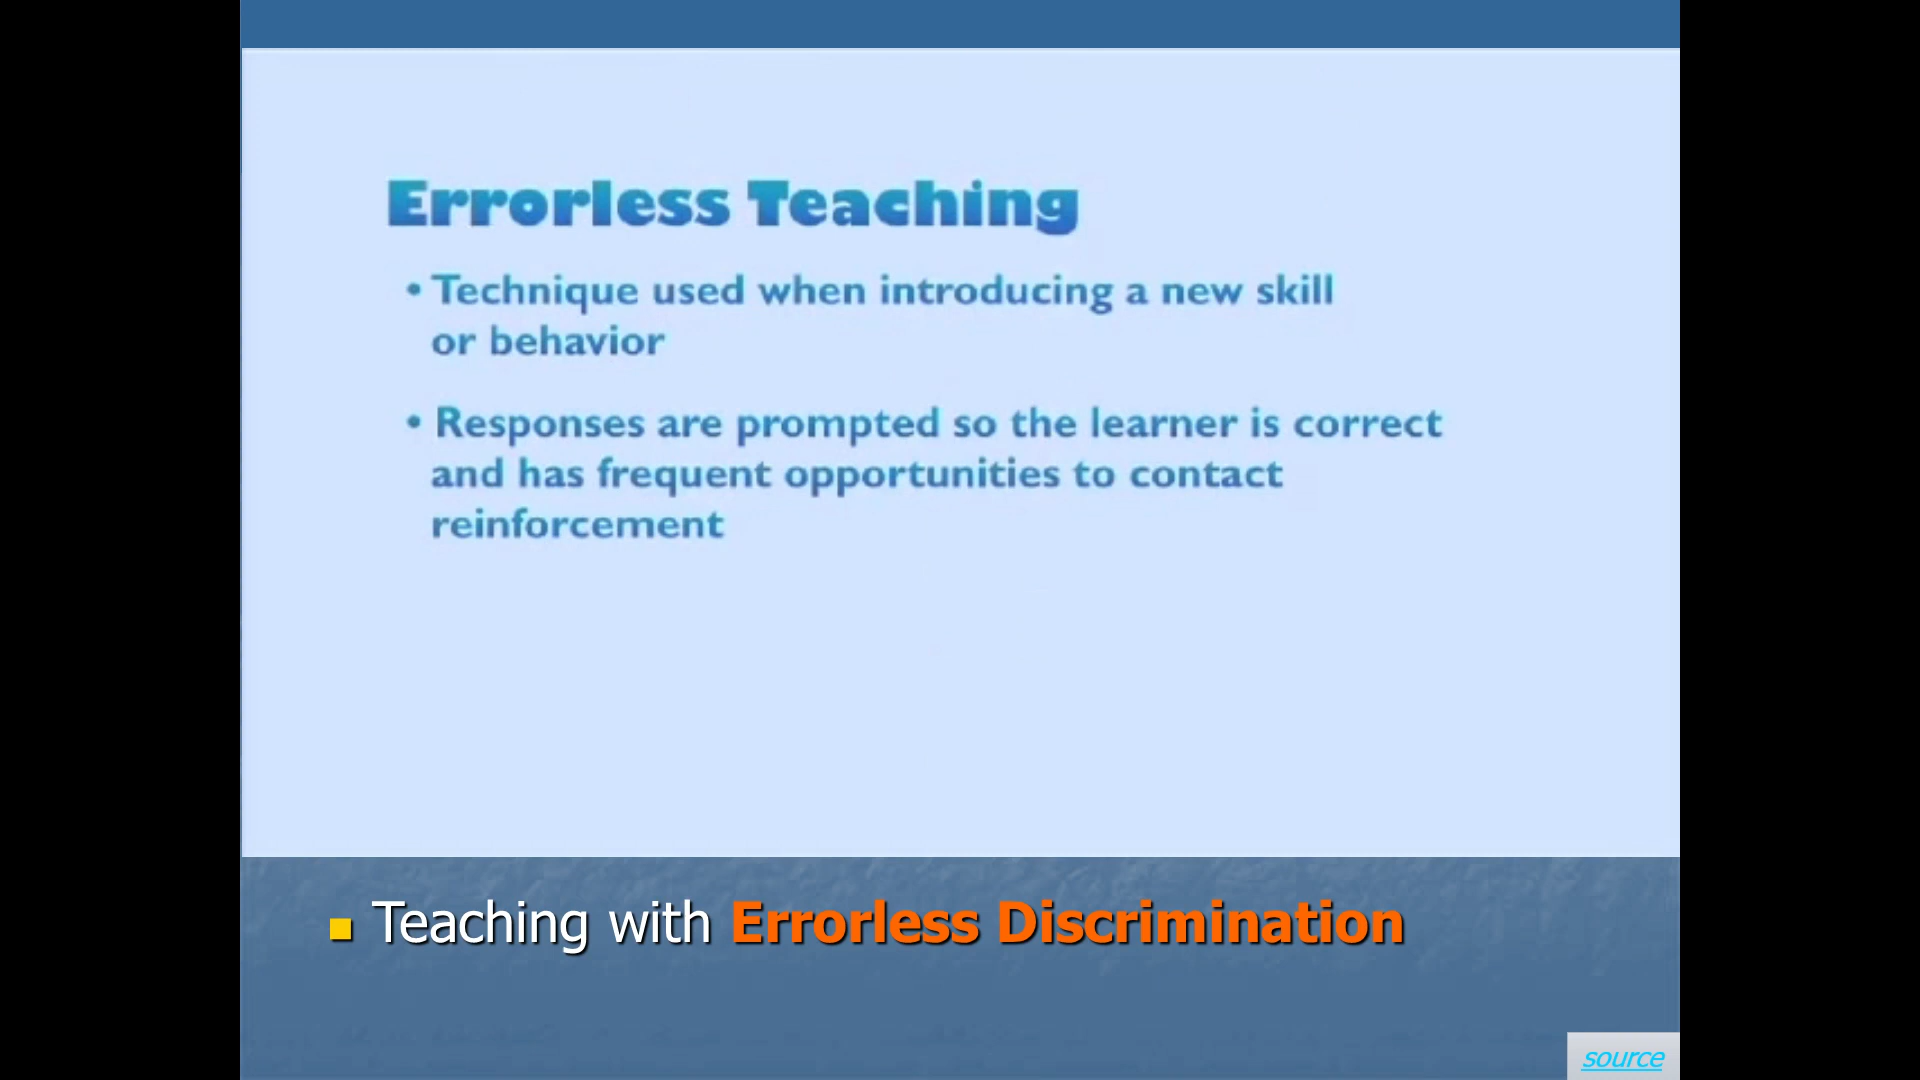 Errorless Teaching
• Technique used when introducing a new skill
or behavior
• Responses are prompted so the learner is correct
and has frequent opportunities to contact
reinforcement
Teaching with Errorless Discrimination
source